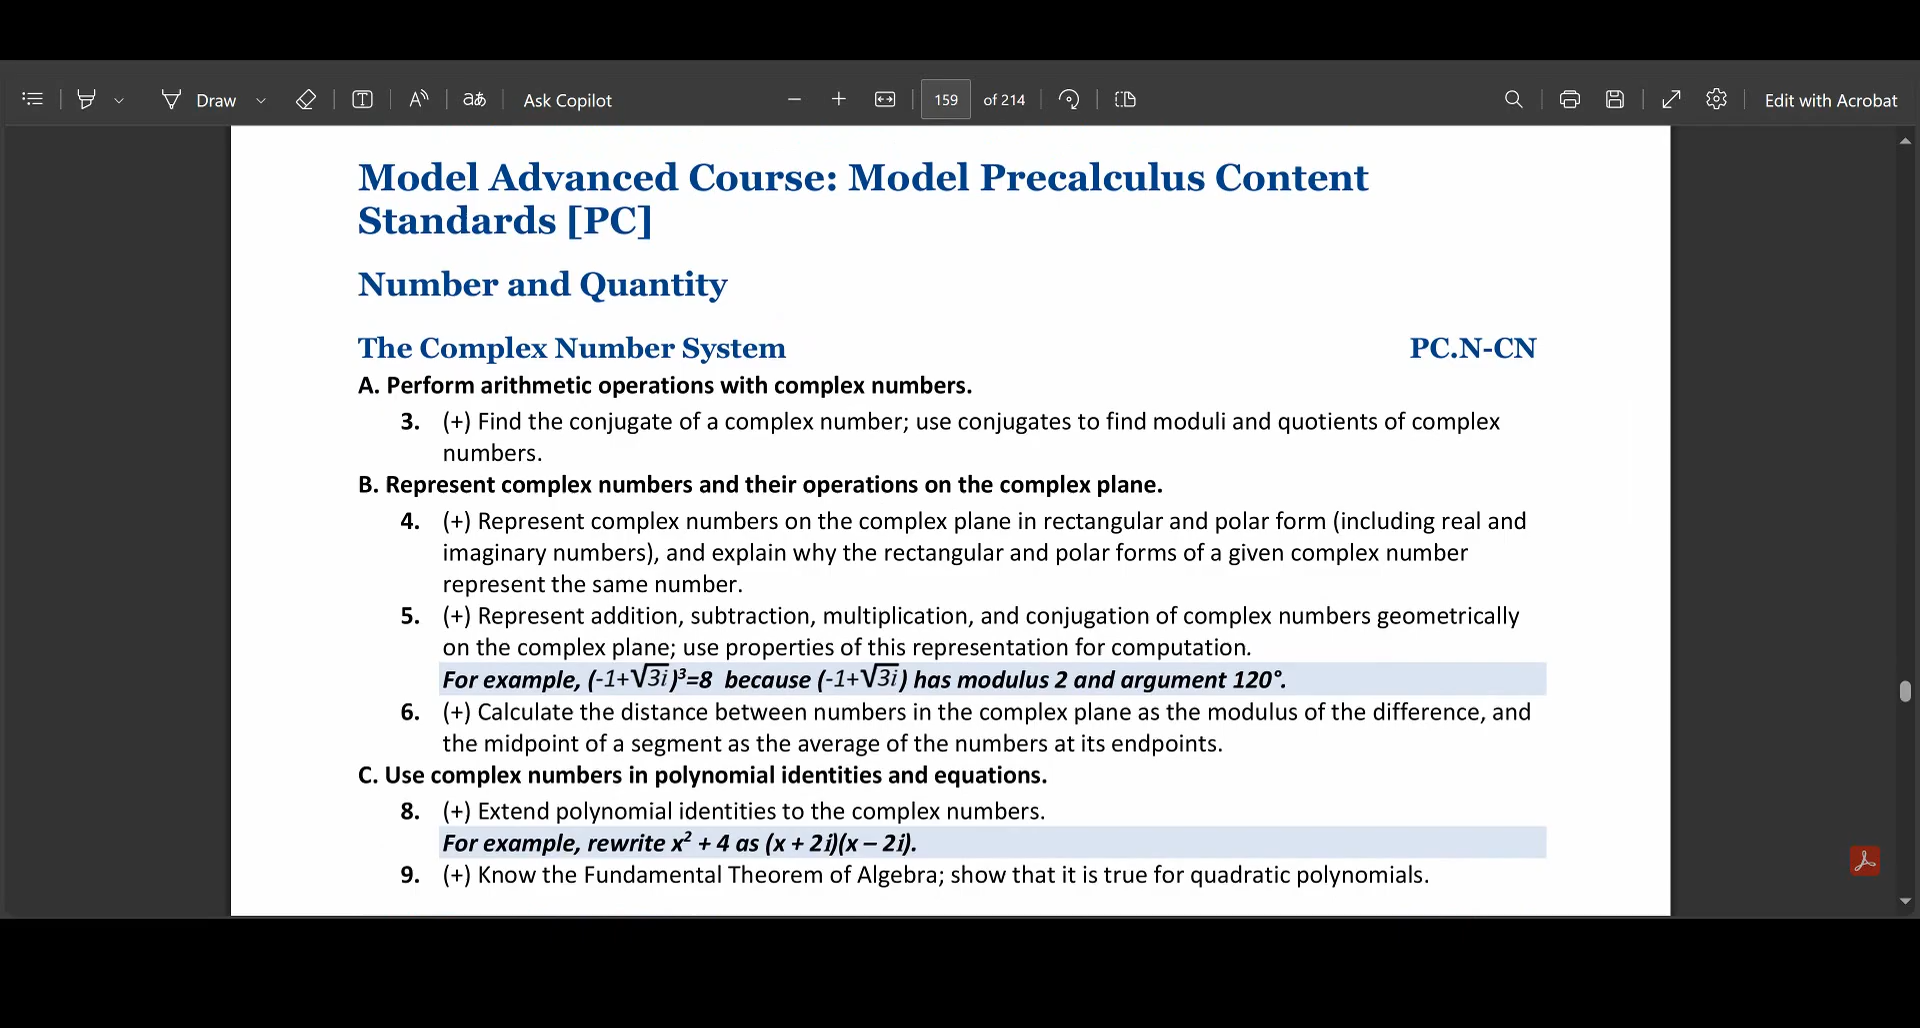 Draw
T
A
aあ
Ask Copilot
159
of 214
Edit with Acrobat
Model Advanced Course: Model Precalculus Content
Standards [PC]
Number and Quantity
The Complex Number System PC.N-CN
A. Perform arithmetic operations with complex numbers.
3. (+) Find the conjugate of a complex number; use conjugates to find moduli and quotients of complex
numbers.
B. Represent complex numbers and their operations on the complex plane.
4. (+) Represent complex numbers on the complex plane in rectangular and polar form (including real and
imaginary numbers), and explain why the rectangular and polar forms of a given complex number
represent the same number.
5. (+) Represent addition, subtraction, multiplication, and conjugation of complex numbers geometrically
on the complex plane; use properties of this representation for computation.
For example, (-1+√3i)³=8 because (-1+√3i) has modulus 2 and argument 120°.
6. (+) Calculate the distance between numbers in the complex plane as the modulus of the difference, and
the midpoint of a segment as the average of the numbers at its endpoints.
C. Use complex numbers in polynomial identities and equations.
8. (+) Extend polynomial identities to the complex numbers.
For example, rewrite x² + 4 as (x + 2i)(x – 2i).
9. (+) Know the Fundamental Theorem of Algebra; show that it is true for quadratic polynomials.